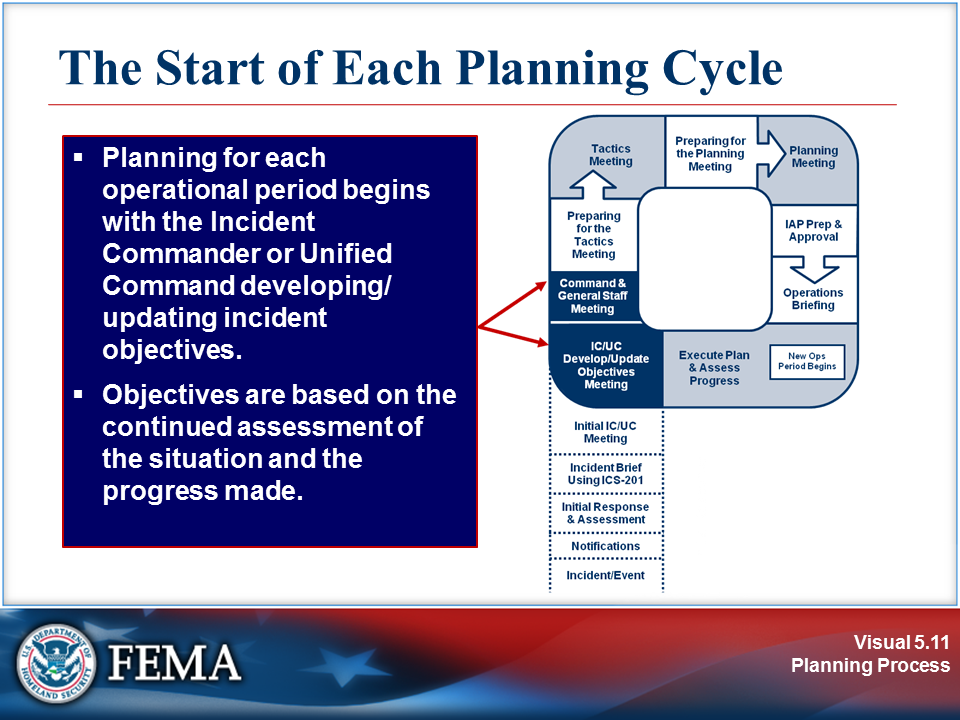 The Start of Each Planning Cycle
▪ Planning for each
operational period begins
with the Incident
Commander or Unified
Command developing/
updating incident
objectives.
▪ Objectives are based on the
continued assessment of
the situation and the
progress made.
Tactics
Meeting
Preparing for
the Planning
Meeting
Planning
Meeting
Preparing
for the
Tactics
Meeting
IAP Prep &
Approval
Command &
General Staff
Meeting
Operations
Briefing
IC/UC
Develop/Update
Objectives
Meeting
Execute Plan
& Assess
Progress
New Ops
Period Begins
Initial IC/UC
Meeting
Incident Brief
Using ICS-201
Initial Response
& Assessment
Notifications
Incident/Event
U.S. DEPARTMENT OF
HOMELAND SECURITY
FEMA
Visual 5.11
Planning Process